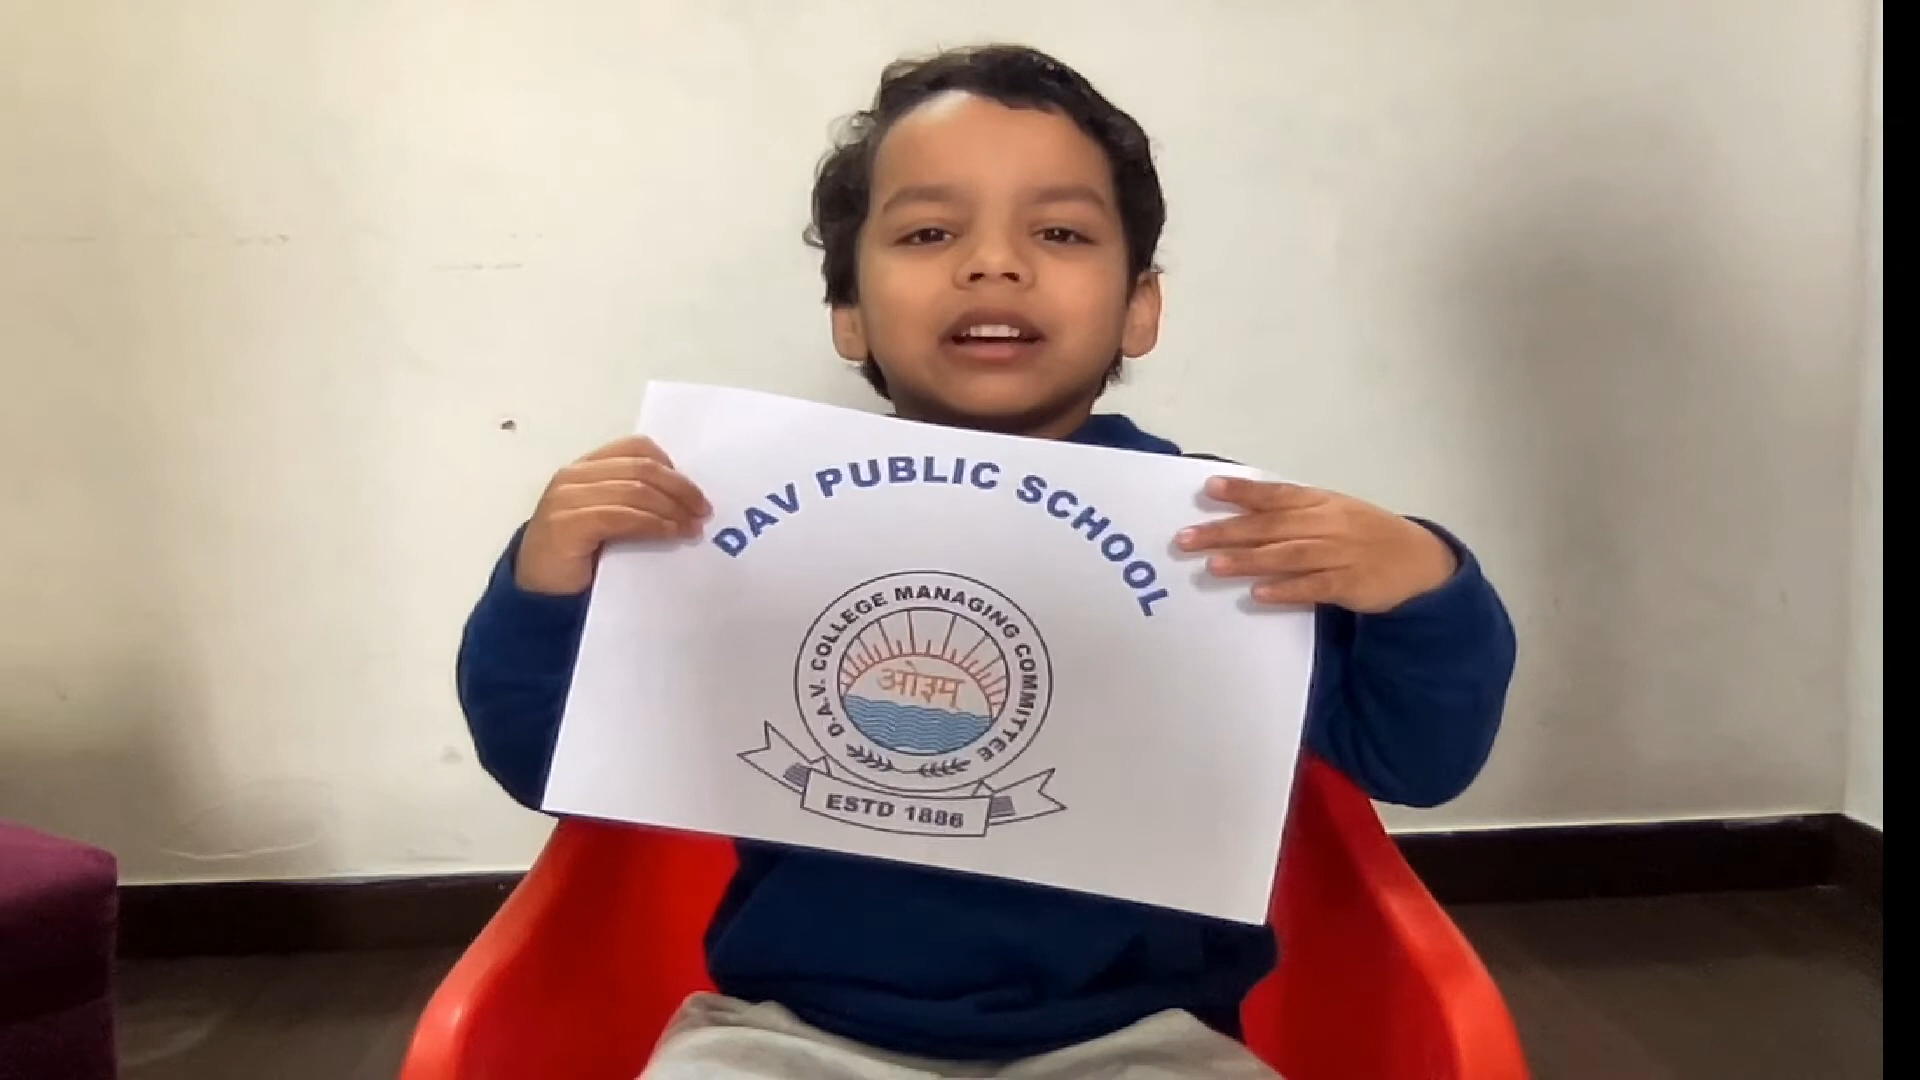 DAV PUBLIC SCHOOL
D.A.V. COLLEGE MANAGING COMMITTEE
ओ३म्
ESTD 1886